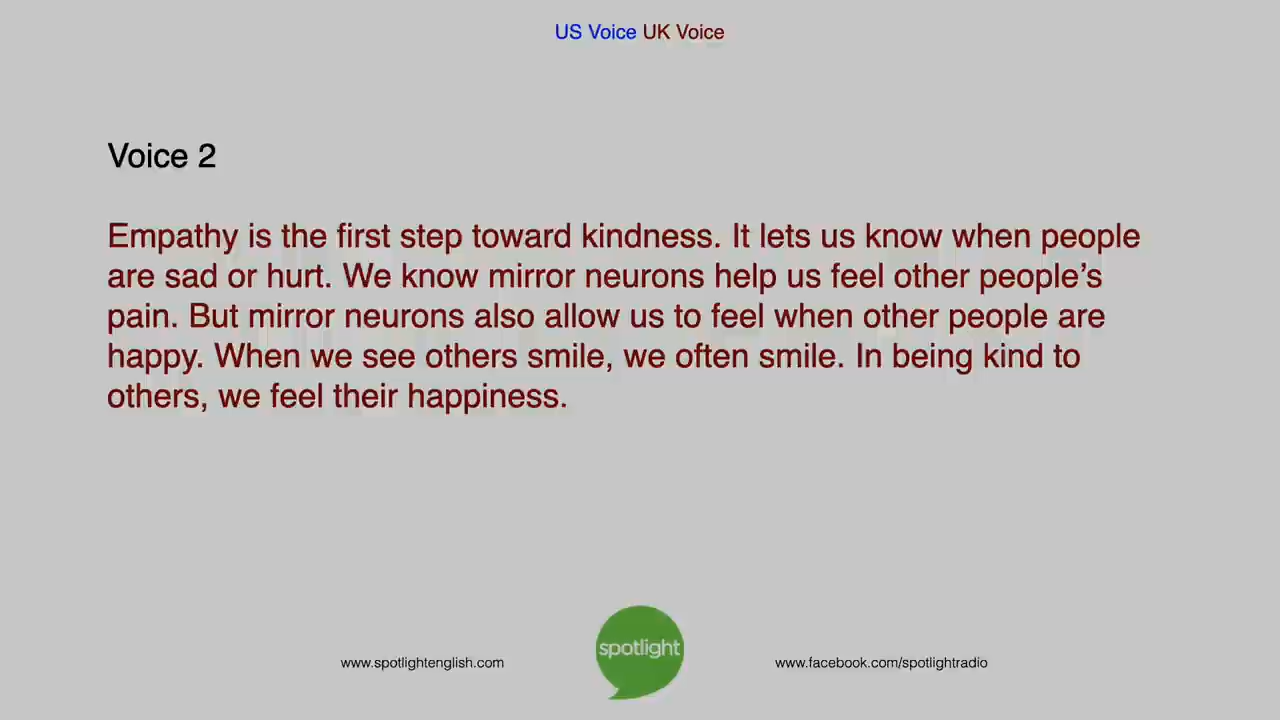 US Voice UK Voice
Voice 2
Empathy is the first step toward kindness. It lets us know when people
are sad or hurt. We know mirror neurons help us feel other people’s
pain. But mirror neurons also allow us to feel when other people are
happy. When we see others smile, we often smile. In being kind to
others, we feel their happiness.
spotlight
www.spotlightenglish.com
www.facebook.com/spotlightradio